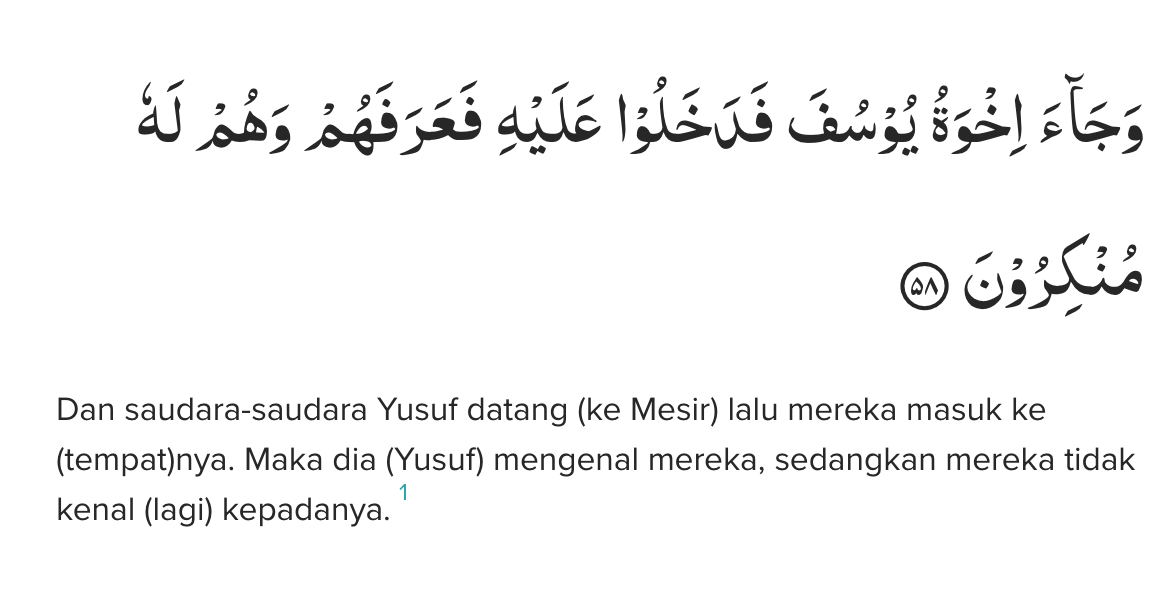 وَجَاۤءَ اِخْوَةُ يُوْسُفَ فَدَخَلُوْا عَلَيْهِ فَعَرَفَهُمْ وَهُمْ لَهٗ
مُنْكِرُوْنَ ۝٥٨
Dan saudara-saudara Yusuf datang (ke Mesir) lalu mereka masuk ke
(tempat)nya. Maka dia (Yusuf) mengenal mereka, sedangkan mereka tidak
kenal (lagi) kepadanya. 1